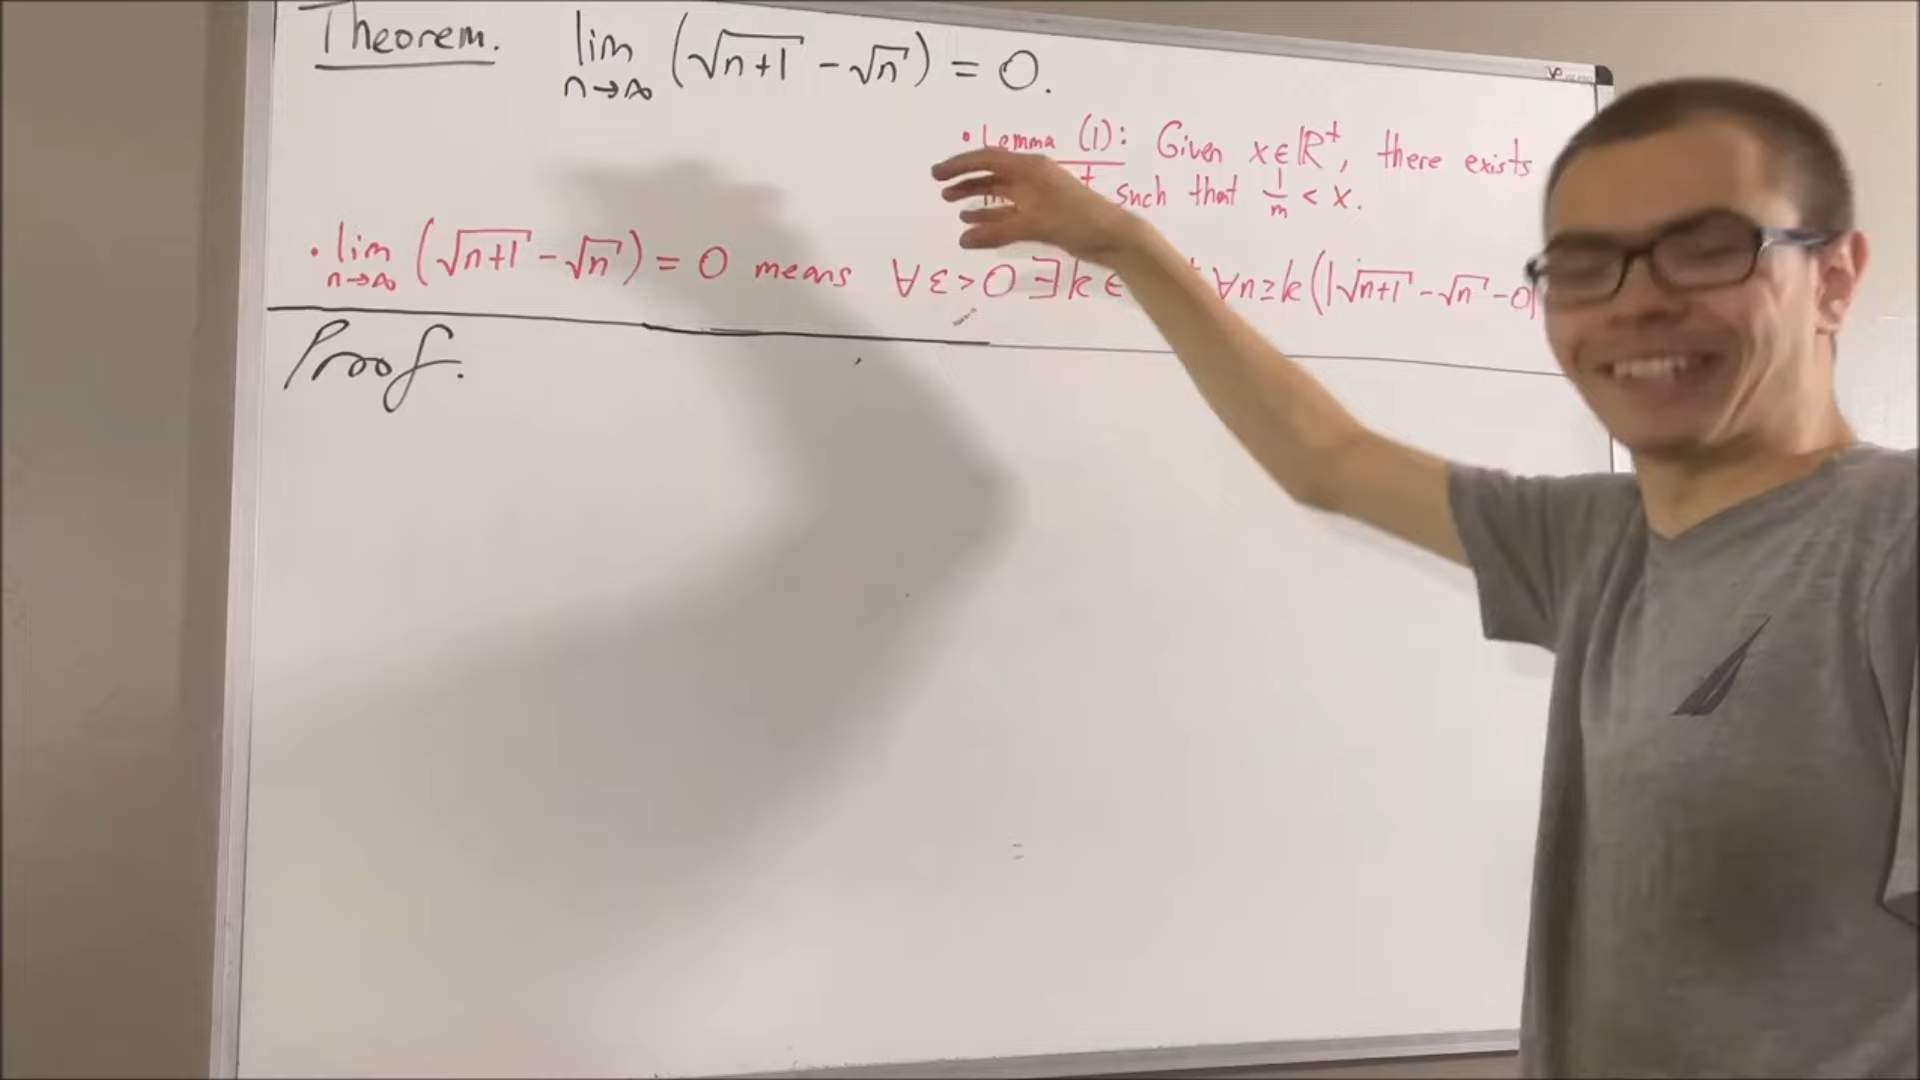 Theorem. lim n→∞ (√n+1 - √n) = 0.
• Lemma (1): Given x∈ℝ⁺, there exists
such that 1/m < x.
• lim n→∞ (√n+1 - √n) = 0 means ∀ε>0 ∃k∈ ∀n≥k(|√n+1 - √n - 0|
Proof.